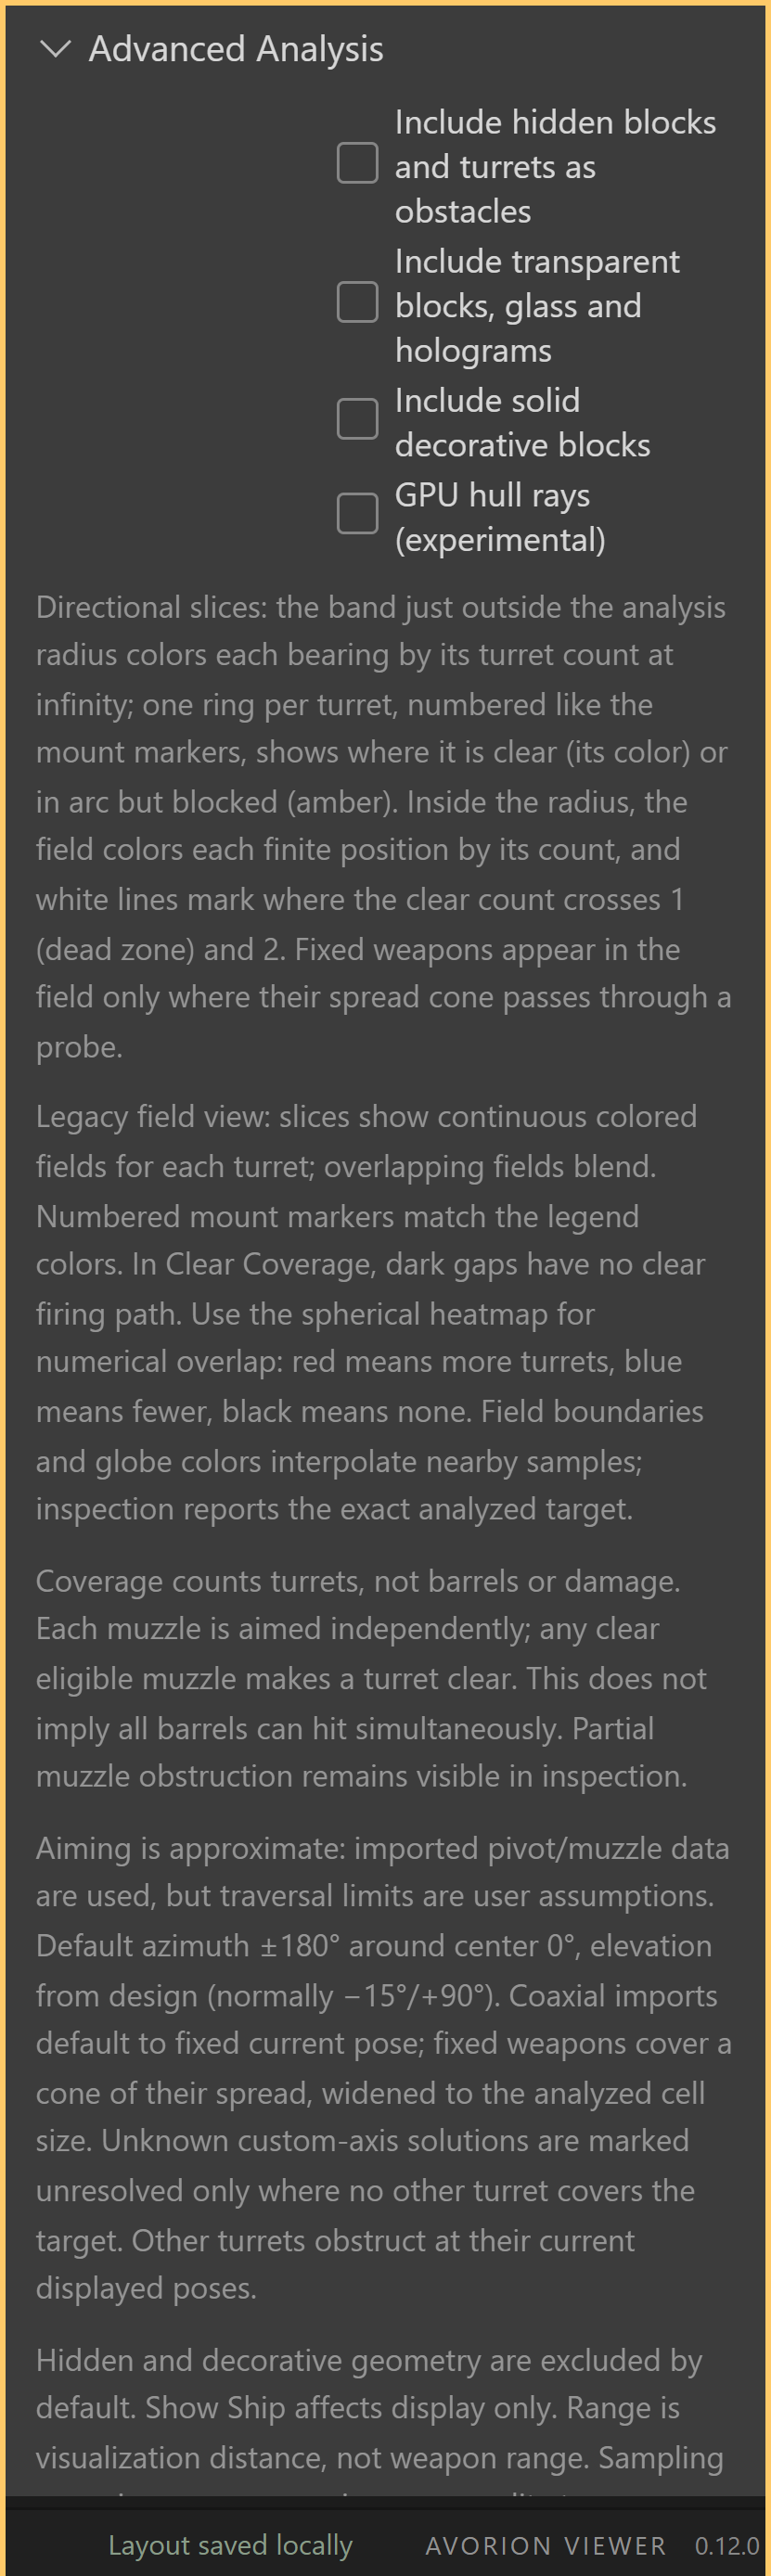 Advanced Analysis
Include hidden blocks
and turrets as
obstacles
Include transparent
blocks, glass and
holograms
Include solid
decorative blocks
GPU hull rays
(experimental)
Directional slices: the band just outside the analysis
radius colors each bearing by its turret count at
infinity; one ring per turret, numbered like the
mount markers, shows where it is clear (its color) or
in arc but blocked (amber). Inside the radius, the
field colors each finite position by its count, and
white lines mark where the clear count crosses 1
(dead zone) and 2. Fixed weapons appear in the
field only where their spread cone passes through a
probe.
Legacy field view: slices show continuous colored
fields for each turret; overlapping fields blend.
Numbered mount markers match the legend
colors. In Clear Coverage, dark gaps have no clear
firing path. Use the spherical heatmap for
numerical overlap: red means more turrets, blue
means fewer, black means none. Field boundaries
and globe colors interpolate nearby samples;
inspection reports the exact analyzed target.
Coverage counts turrets, not barrels or damage.
Each muzzle is aimed independently; any clear
eligible muzzle makes a turret clear. This does not
imply all barrels can hit simultaneously. Partial
muzzle obstruction remains visible in inspection.
Aiming is approximate: imported pivot/muzzle data
are used, but traversal limits are user assumptions.
Default azimuth ±180° around center 0°, elevation
from design (normally −15°/+90°). Coaxial imports
default to fixed current pose; fixed weapons cover a
cone of their spread, widened to the analyzed cell
size. Unknown custom-axis solutions are marked
unresolved only where no other turret covers the
target. Other turrets obstruct at their current
displayed poses.
Hidden and decorative geometry are excluded by
default. Show Ship affects display only. Range is
visualization distance, not weapon range. Sampling
Layout saved locally AVORION VIEWER 0.12.0